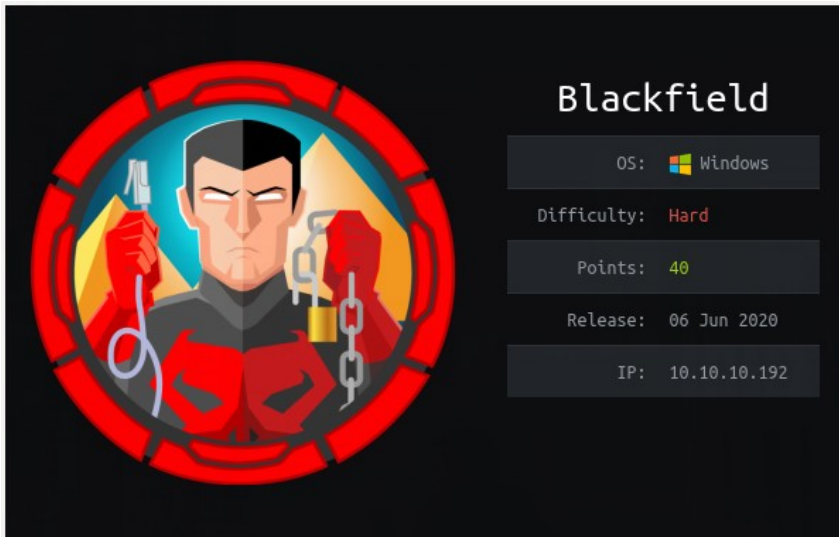 Blackfield
OS: Windows
Difficulty: Hard
Points: 40
Release: 06 Jun 2020
IP: 10.10.10.192